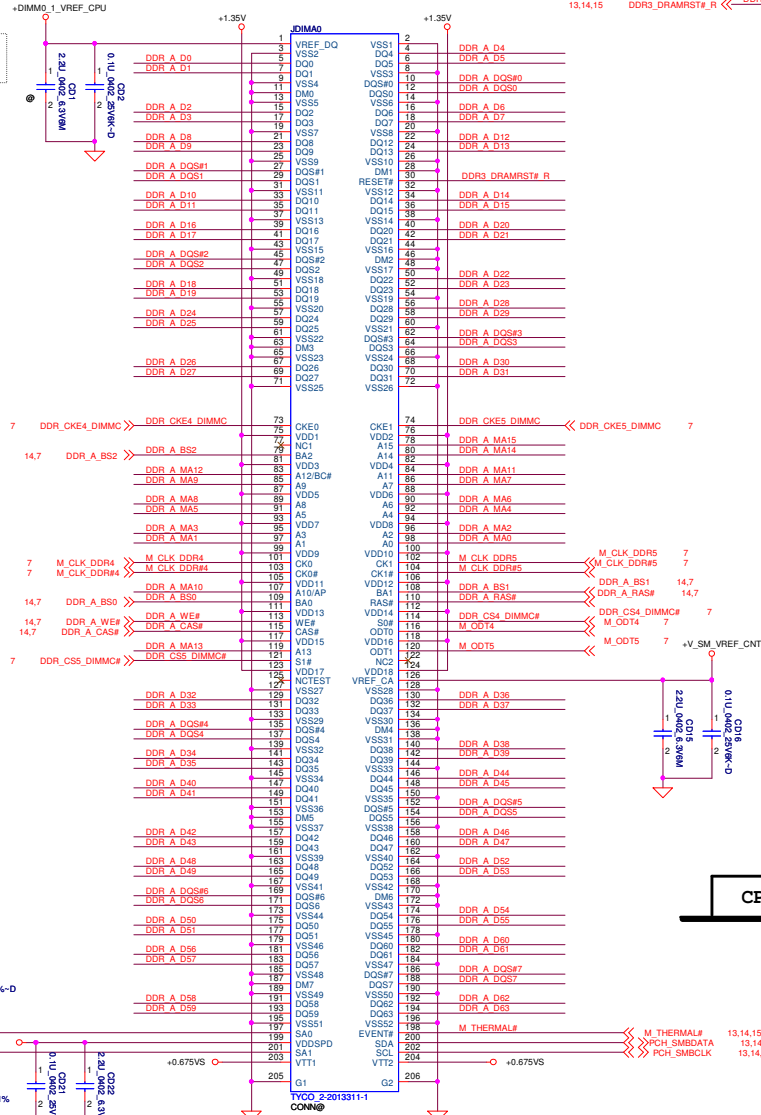 +DIMM0_1_VREF_CPU
13,14,15 DDR3_DRAMRST#_R
+1.35V +1.35V
JDIMA0
1 VREF_DQ VSS1 2
3 VSS2 DQ4 4 DDR_A_D4
DDR_A_D0 5 DQ0 DQ5 6 DDR_A_D5
DDR_A_D1 7 DQ1 VSS3 8
9 VSS4 DQS#0 10 DDR_A_DQS#0
11 DM0 DQS0 12 DDR_A_DQS0
13 VSS5 VSS6 14
DDR_A_D2 15 DQ2 DQ6 16 DDR_A_D6
DDR_A_D3 17 DQ3 DQ7 18 DDR_A_D7
19 VSS7 VSS8 20
DDR_A_D8 21 DQ8 DQ12 22 DDR_A_D12
DDR_A_D9 23 DQ9 DQ13 24 DDR_A_D13
25 VSS9 VSS10 26
DDR_A_DQS#1 27 DQS#1 DM1 28
DDR_A_DQS1 29 DQS1 RESET# 30 DDR3_DRAMRST#_R
31 VSS11 VSS12 32
DDR_A_D10 33 DQ10 DQ14 34 DDR_A_D14
DDR_A_D11 35 DQ11 DQ15 36 DDR_A_D15
37 VSS13 VSS14 38
DDR_A_D16 39 DQ16 DQ20 40 DDR_A_D20
DDR_A_D17 41 DQ17 DQ21 42 DDR_A_D21
43 VSS15 VSS16 44
DDR_A_DQS#2 45 DQS#2 DM2 46
DDR_A_DQS2 47 DQS2 VSS17 48
49 VSS18 DQ22 50 DDR_A_D22
DDR_A_D18 51 DQ18 DQ23 52 DDR_A_D23
DDR_A_D19 53 DQ19 VSS19 54
55 VSS20 DQ28 56 DDR_A_D28
DDR_A_D24 57 DQ24 DQ29 58 DDR_A_D29
DDR_A_D25 59 DQ25 VSS21 60
61 VSS22 DQS#3 62 DDR_A_DQS#3
63 DM3 DQS3 64 DDR_A_DQS3
65 VSS23 VSS24 66
DDR_A_D26 67 DQ26 DQ30 68 DDR_A_D30
DDR_A_D27 69 DQ27 DQ31 70 DDR_A_D31
71 VSS25 VSS26 72
7 DDR_CKE4_DIMMC DDR_CKE4_DIMMC 73 CKE0 CKE1 74 DDR_CKE5_DIMMC DDR_CKE5_DIMMC 7
75 VDD1 VDD2 76
77 NC1 A15 78 DDR_A_MA15
14,7 DDR_A_BS2 DDR_A_BS2 79 BA2 A14 80 DDR_A_MA14
81 VDD3 VDD4 82
DDR_A_MA12 83 A12/BC# A11 84 DDR_A_MA11
DDR_A_MA9 85 A9 A7 86 DDR_A_MA7
87 VDD5 VDD6 88
DDR_A_MA8 89 A8 A6 90 DDR_A_MA6
DDR_A_MA5 91 A5 A4 92 DDR_A_MA4
93 VDD7 VDD8 94
DDR_A_MA3 95 A3 A2 96 DDR_A_MA2
DDR_A_MA1 97 A1 A0 98 DDR_A_MA0
99 VDD9 VDD10 100
7 M_CLK_DDR4 M_CLK_DDR4 101 CK0 CK1 102 M_CLK_DDR5 M_CLK_DDR5 7
7 M_CLK_DDR#4 M_CLK_DDR#4 103 CK0# CK1# 104 M_CLK_DDR#5 M_CLK_DDR#5 7
105 VDD11 VDD12 106
DDR_A_MA10 107 A10/AP BA1 108 DDR_A_BS1 DDR_A_BS1 14,7
14,7 DDR_A_BS0 DDR_A_BS0 109 BA0 RAS# 110 DDR_A_RAS# DDR_A_RAS# 14,7
111 VDD13 VDD14 112
14,7 DDR_A_WE# DDR_A_WE# 113 WE# S0# 114 DDR_CS4_DIMMC# DDR_CS4_DIMMC# 7
14,7 DDR_A_CAS# DDR_A_CAS# 115 CAS# ODT0 116 M_ODT4 M_ODT4 7
117 VDD15 VDD16 118
DDR_A_MA13 119 A13 ODT1 120 M_ODT5 M_ODT5 7
7 DDR_CS5_DIMMC# DDR_CS5_DIMMC# 121 S1# NC2 122
123 VDD17 VDD18 124
+V_SM_VREF_CNT
125 NCTEST VREF_CA 126
127 VSS27 VSS28 128
DDR_A_D32 129 DQ32 DQ36 130 DDR_A_D36
DDR_A_D33 131 DQ33 DQ37 132 DDR_A_D37
133 VSS29 VSS30 134
DDR_A_DQS#4 135 DQS#4 DM4 136
DDR_A_DQS4 137 DQS4 VSS31 138
139 VSS32 DQ38 140 DDR_A_D38
DDR_A_D34 141 DQ34 DQ39 142 DDR_A_D39
DDR_A_D35 143 DQ35 VSS33 144
145 VSS34 DQ44 146 DDR_A_D44
DDR_A_D40 147 DQ40 DQ45 148 DDR_A_D45
DDR_A_D41 149 DQ41 VSS35 150
151 VSS36 DQS#5 152 DDR_A_DQS#5
153 DM5 DQS5 154 DDR_A_DQS5
155 VSS37 VSS38 156
DDR_A_D42 157 DQ42 DQ46 158 DDR_A_D46
DDR_A_D43 159 DQ43 DQ47 160 DDR_A_D47
161 VSS39 VSS40 162
DDR_A_D48 163 DQ48 DQ52 164 DDR_A_D52
DDR_A_D49 165 DQ49 DQ53 166 DDR_A_D53
167 VSS41 VSS42 168
DDR_A_DQS#6 169 DQS#6 DM6 170
DDR_A_DQS6 171 DQS6 VSS43 172
173 VSS44 DQ54 174 DDR_A_D54
DDR_A_D50 175 DQ50 DQ55 176 DDR_A_D55
DDR_A_D51 177 DQ51 VSS45 178
179 VSS46 DQ60 180 DDR_A_D60
DDR_A_D56 181 DQ56 DQ61 182 DDR_A_D61
DDR_A_D57 183 DQ57 VSS47 184
185 VSS48 DQS#7 186 DDR_A_DQS#7
187 DM7 DQS7 188 DDR_A_DQS7
189 VSS49 VSS50 190
DDR_A_D58 191 DQ58 DQ62 192 DDR_A_D62
DDR_A_D59 193 DQ59 DQ63 194 DDR_A_D63
195 VSS51 VSS52 196
197 SA0 EVENT# 198 M_THERMAL# M_THERMAL# 13,14,15
199 VDDSPD SDA 200 PCH_SMBDATA 13,14
201 SA1 SCL 202 PCH_SMBCLK 13,14,
+0.675VS 203 VTT1 VTT2 204 +0.675VS
205 G1 G2 206
TYCO_2-2013311-1
CONN@
1 2 CD1 2.2U_0402_6.3V6M
@
1 2 CD2 0.1U_0402_25V6K~D
1 2 CD15 2.2U_0402_6.3V6M
1 2 CD16 0.1U_0402_25V6K~D
%~D
1 CD21 0.1U_0402_25V
1 CD22 2.2U_0402_6.3V
1%